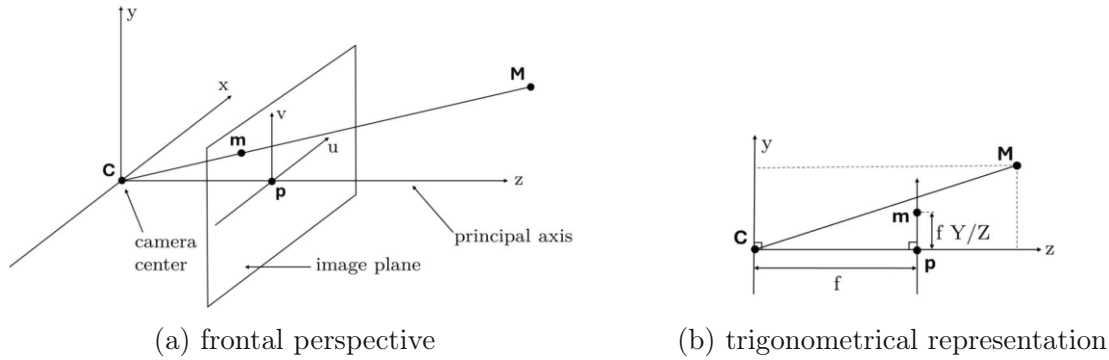 y
x
M
v
m
u
C
p
z
camera
center
principal axis
image plane
(a) frontal perspective
y
M
m
f Y/Z
C
p
z
f
(b) trigonometrical representation